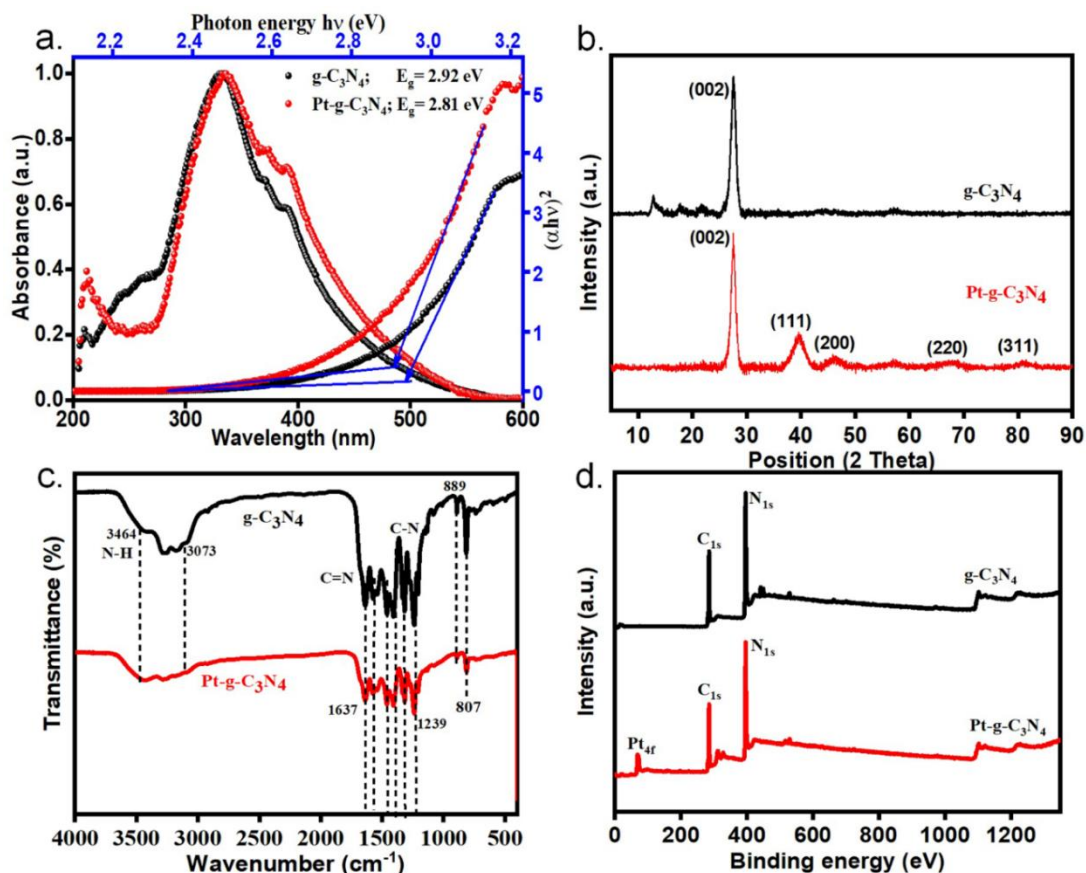 a.
Photon energy hν (eV)
2.2 2.4 2.6 2.8 3.0 3.2
g-C₃N₄; E_g= 2.92 eV
Pt-g-C₃N₄; E_g= 2.81 eV
Absorbance (a.u.)
1.0
0.8
0.6
0.4
0.2
0.0
5
4
3
2
1
0
(αhν)²
200 300 400 500 600
Wavelength (nm)
b.
(002)
g-C₃N₄
(002)
Pt-g-C₃N₄
(111)
(200)
(220)
(311)
Intensity (a.u.)
10 20 30 40 50 60 70 80 90
Position (2 Theta)
c.
889
g-C₃N₄
C-N
3464
N-H
3073
C=N
Pt-g-C₃N₄
1637
1239
807
Transmittance (%)
4000 3500 3000 2500 2000 1500 1000 500
Wavenumber (cm⁻¹)
d.
N₁s
C₁s
g-C₃N₄
N₁s
C₁s
Pt₄f
Pt-g-C₃N₄
Intensity (a.u.)
0 200 400 600 800 1000 1200
Binding energy (eV)